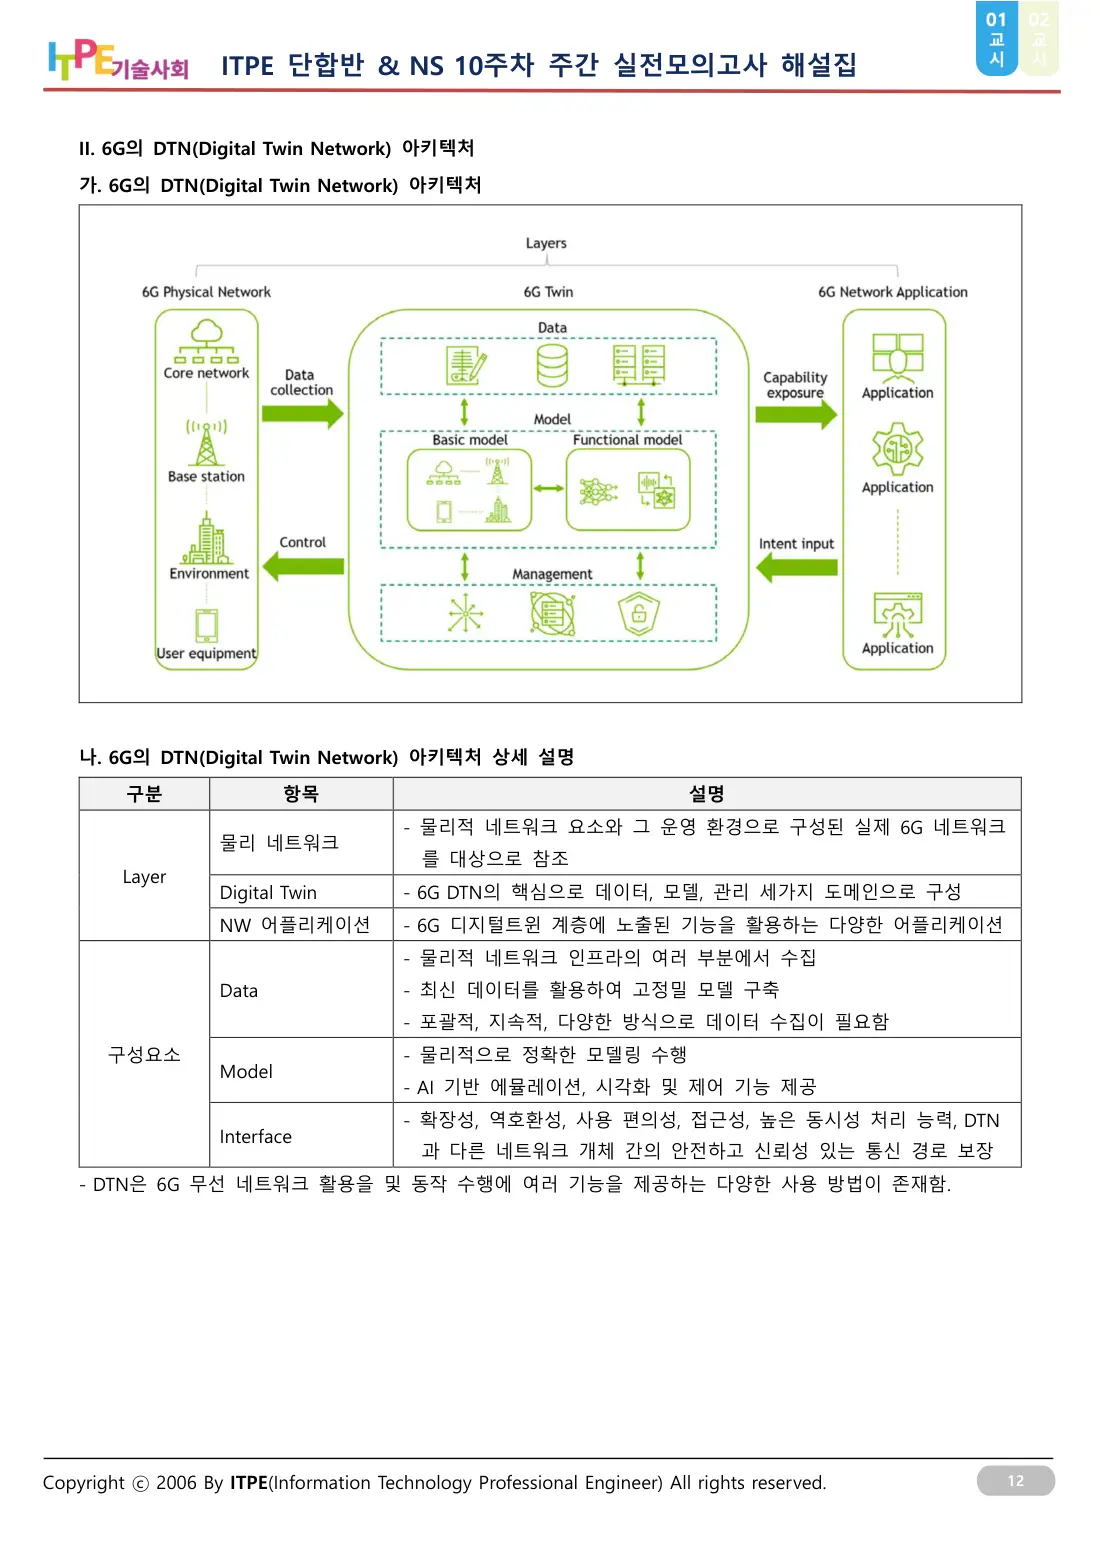 ITPE기술사회
ITPE 단합반 & NS 10주차 주간 실전모의고사 해설집
01
교
시
02
교
시
II. 6G의 DTN(Digital Twin Network) 아키텍처
가. 6G의 DTN(Digital Twin Network) 아키텍처
Layers
6G Physical Network
6G Twin
6G Network Application
Core network
Base station
Environment
User equipment
Data
collection
Control
Data
Model
Basic model
Functional model
Management
Capability
exposure
Intent input
Application
Application
Application
나. 6G의 DTN(Digital Twin Network) 아키텍처 상세 설명
구분 항목 설명
Layer
물리 네트워크
- 물리적 네트워크 요소와 그 운영 환경으로 구성된 실제 6G 네트워크
를 대상으로 참조
Digital Twin
- 6G DTN의 핵심으로 데이터, 모델, 관리 세가지 도메인으로 구성
NW 어플리케이션
- 6G 디지털트윈 계층에 노출된 기능을 활용하는 다양한 어플리케이션
구성요소
Data
- 물리적 네트워크 인프라의 여러 부분에서 수집
- 최신 데이터를 활용하여 고정밀 모델 구축
- 포괄적, 지속적, 다양한 방식으로 데이터 수집이 필요함
Model
- 물리적으로 정확한 모델링 수행
- AI 기반 에뮬레이션, 시각화 및 제어 기능 제공
Interface
- 확장성, 역호환성, 사용 편의성, 접근성, 높은 동시성 처리 능력, DTN
과 다른 네트워크 개체 간의 안전하고 신뢰성 있는 통신 경로 보장
- DTN은 6G 무선 네트워크 활용을 및 동작 수행에 여러 기능을 제공하는 다양한 사용 방법이 존재함.
Copyright ⓒ 2006 By ITPE(Information Technology Professional Engineer) All rights reserved.
12